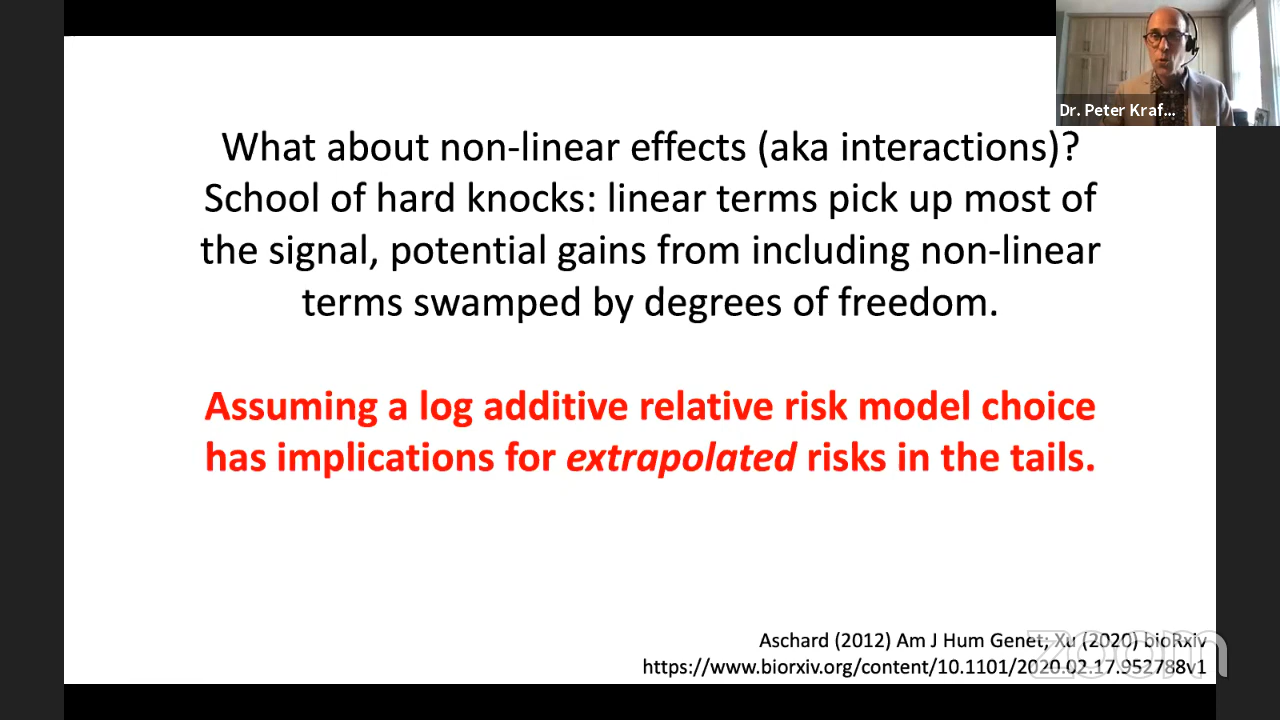 Dr. Peter Kraf...
What about non-linear effects (aka interactions)?
School of hard knocks: linear terms pick up most of
the signal, potential gains from including non-linear
terms swamped by degrees of freedom.
Assuming a log additive relative risk model choice
has implications for extrapolated risks in the tails.
Aschard (2012) Am J Hum Genet; Xu (2020) bioRxiv
https://www.biorxiv.org/content/10.1101/2020.02.17.952788v1
zoom